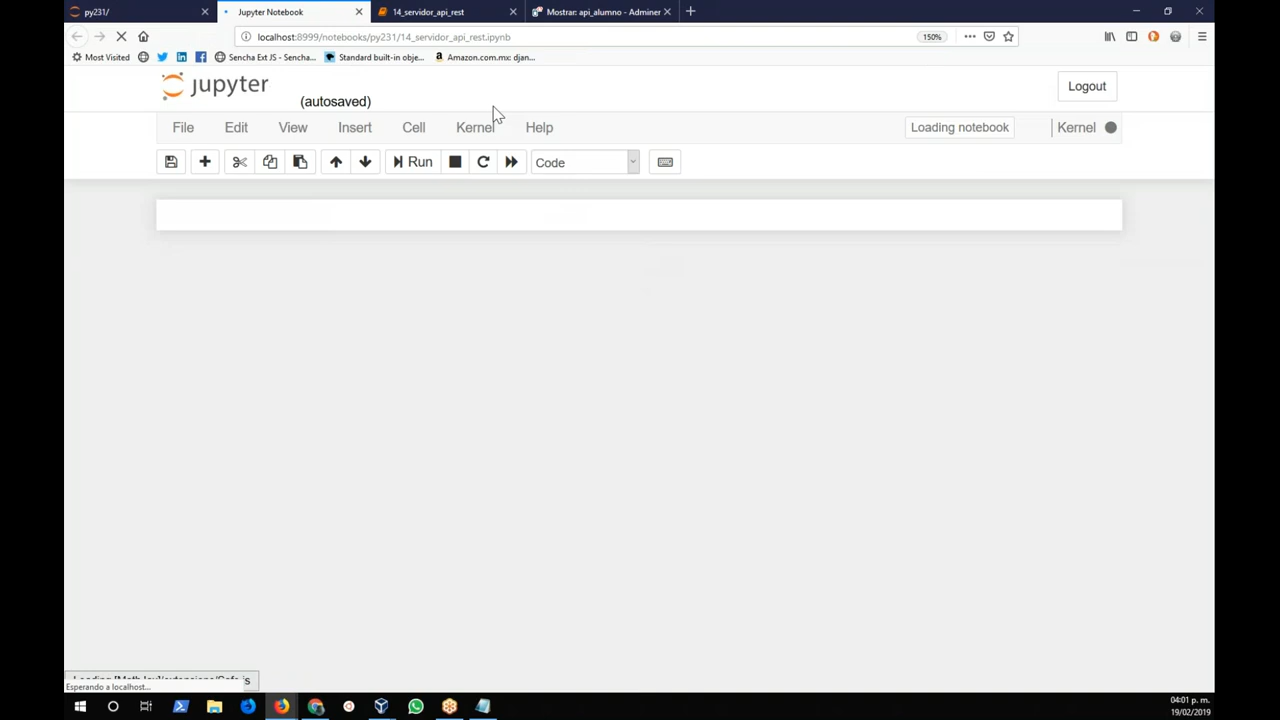 py231/
Jupyter Notebook
14_servidor_api_rest
Mostrar: api_alumno - Adminer
localhost:8999/notebooks/py231/14_servidor_api_rest.ipynb
150%
Most Visited
Sencha Ext JS - Sencha...
Standard built-in obje...
Amazon.com.mx: djan...
jupyter
(autosaved)
Logout
File
Edit
View
Insert
Cell
Kernel
Help
Loading notebook
Kernel
Run
Code
Esperando a localhost...
04:01 p. m.
19/02/2019